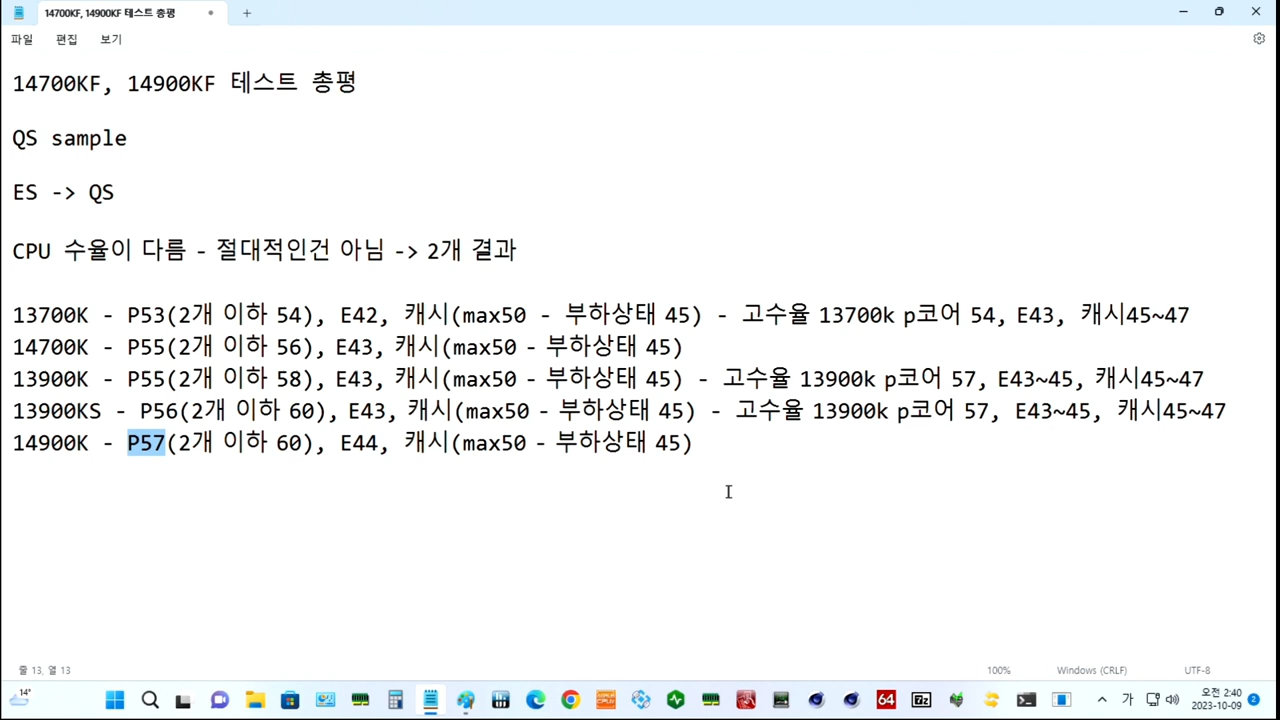 14700KF, 14900KF 테스트 총평
파일 편집 보기
14700KF, 14900KF 테스트 총평
QS sample
ES -> QS
CPU 수율이 다름 - 절대적인건 아님 -> 2개 결과
13700K - P53(2개 이하 54), E42, 캐시(max50 - 부하상태 45) - 고수율 13700k p코어 54, E43, 캐시45~47
14700K - P55(2개 이하 56), E43, 캐시(max50 - 부하상태 45)
13900K - P55(2개 이하 58), E43, 캐시(max50 - 부하상태 45) - 고수율 13900k p코어 57, E43~45, 캐시45~47
13900KS - P56(2개 이하 60), E43, 캐시(max50 - 부하상태 45) - 고수율 13900k p코어 57, E43~45, 캐시45~47
14900K - P57(2개 이하 60), E44, 캐시(max50 - 부하상태 45)
줄 13, 열 13 100% Windows (CRLF) UTF-8
14° 64 7z 가 오전 2:40
2023-10-09 2